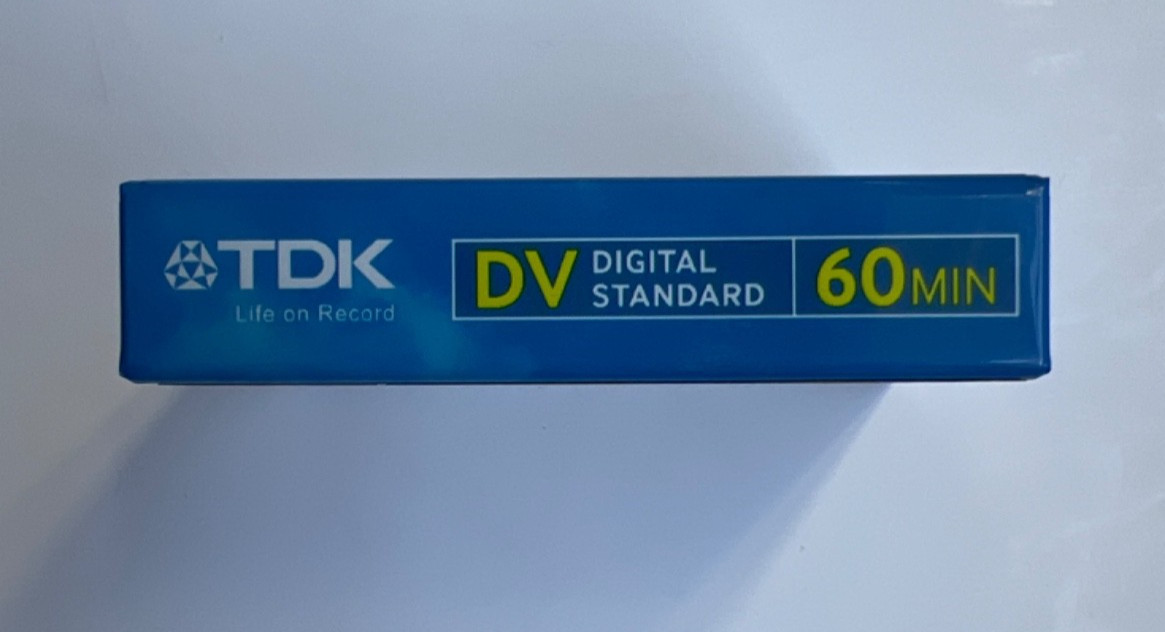 TDK
Life on Record
DV DIGITAL
STANDARD
60MIN